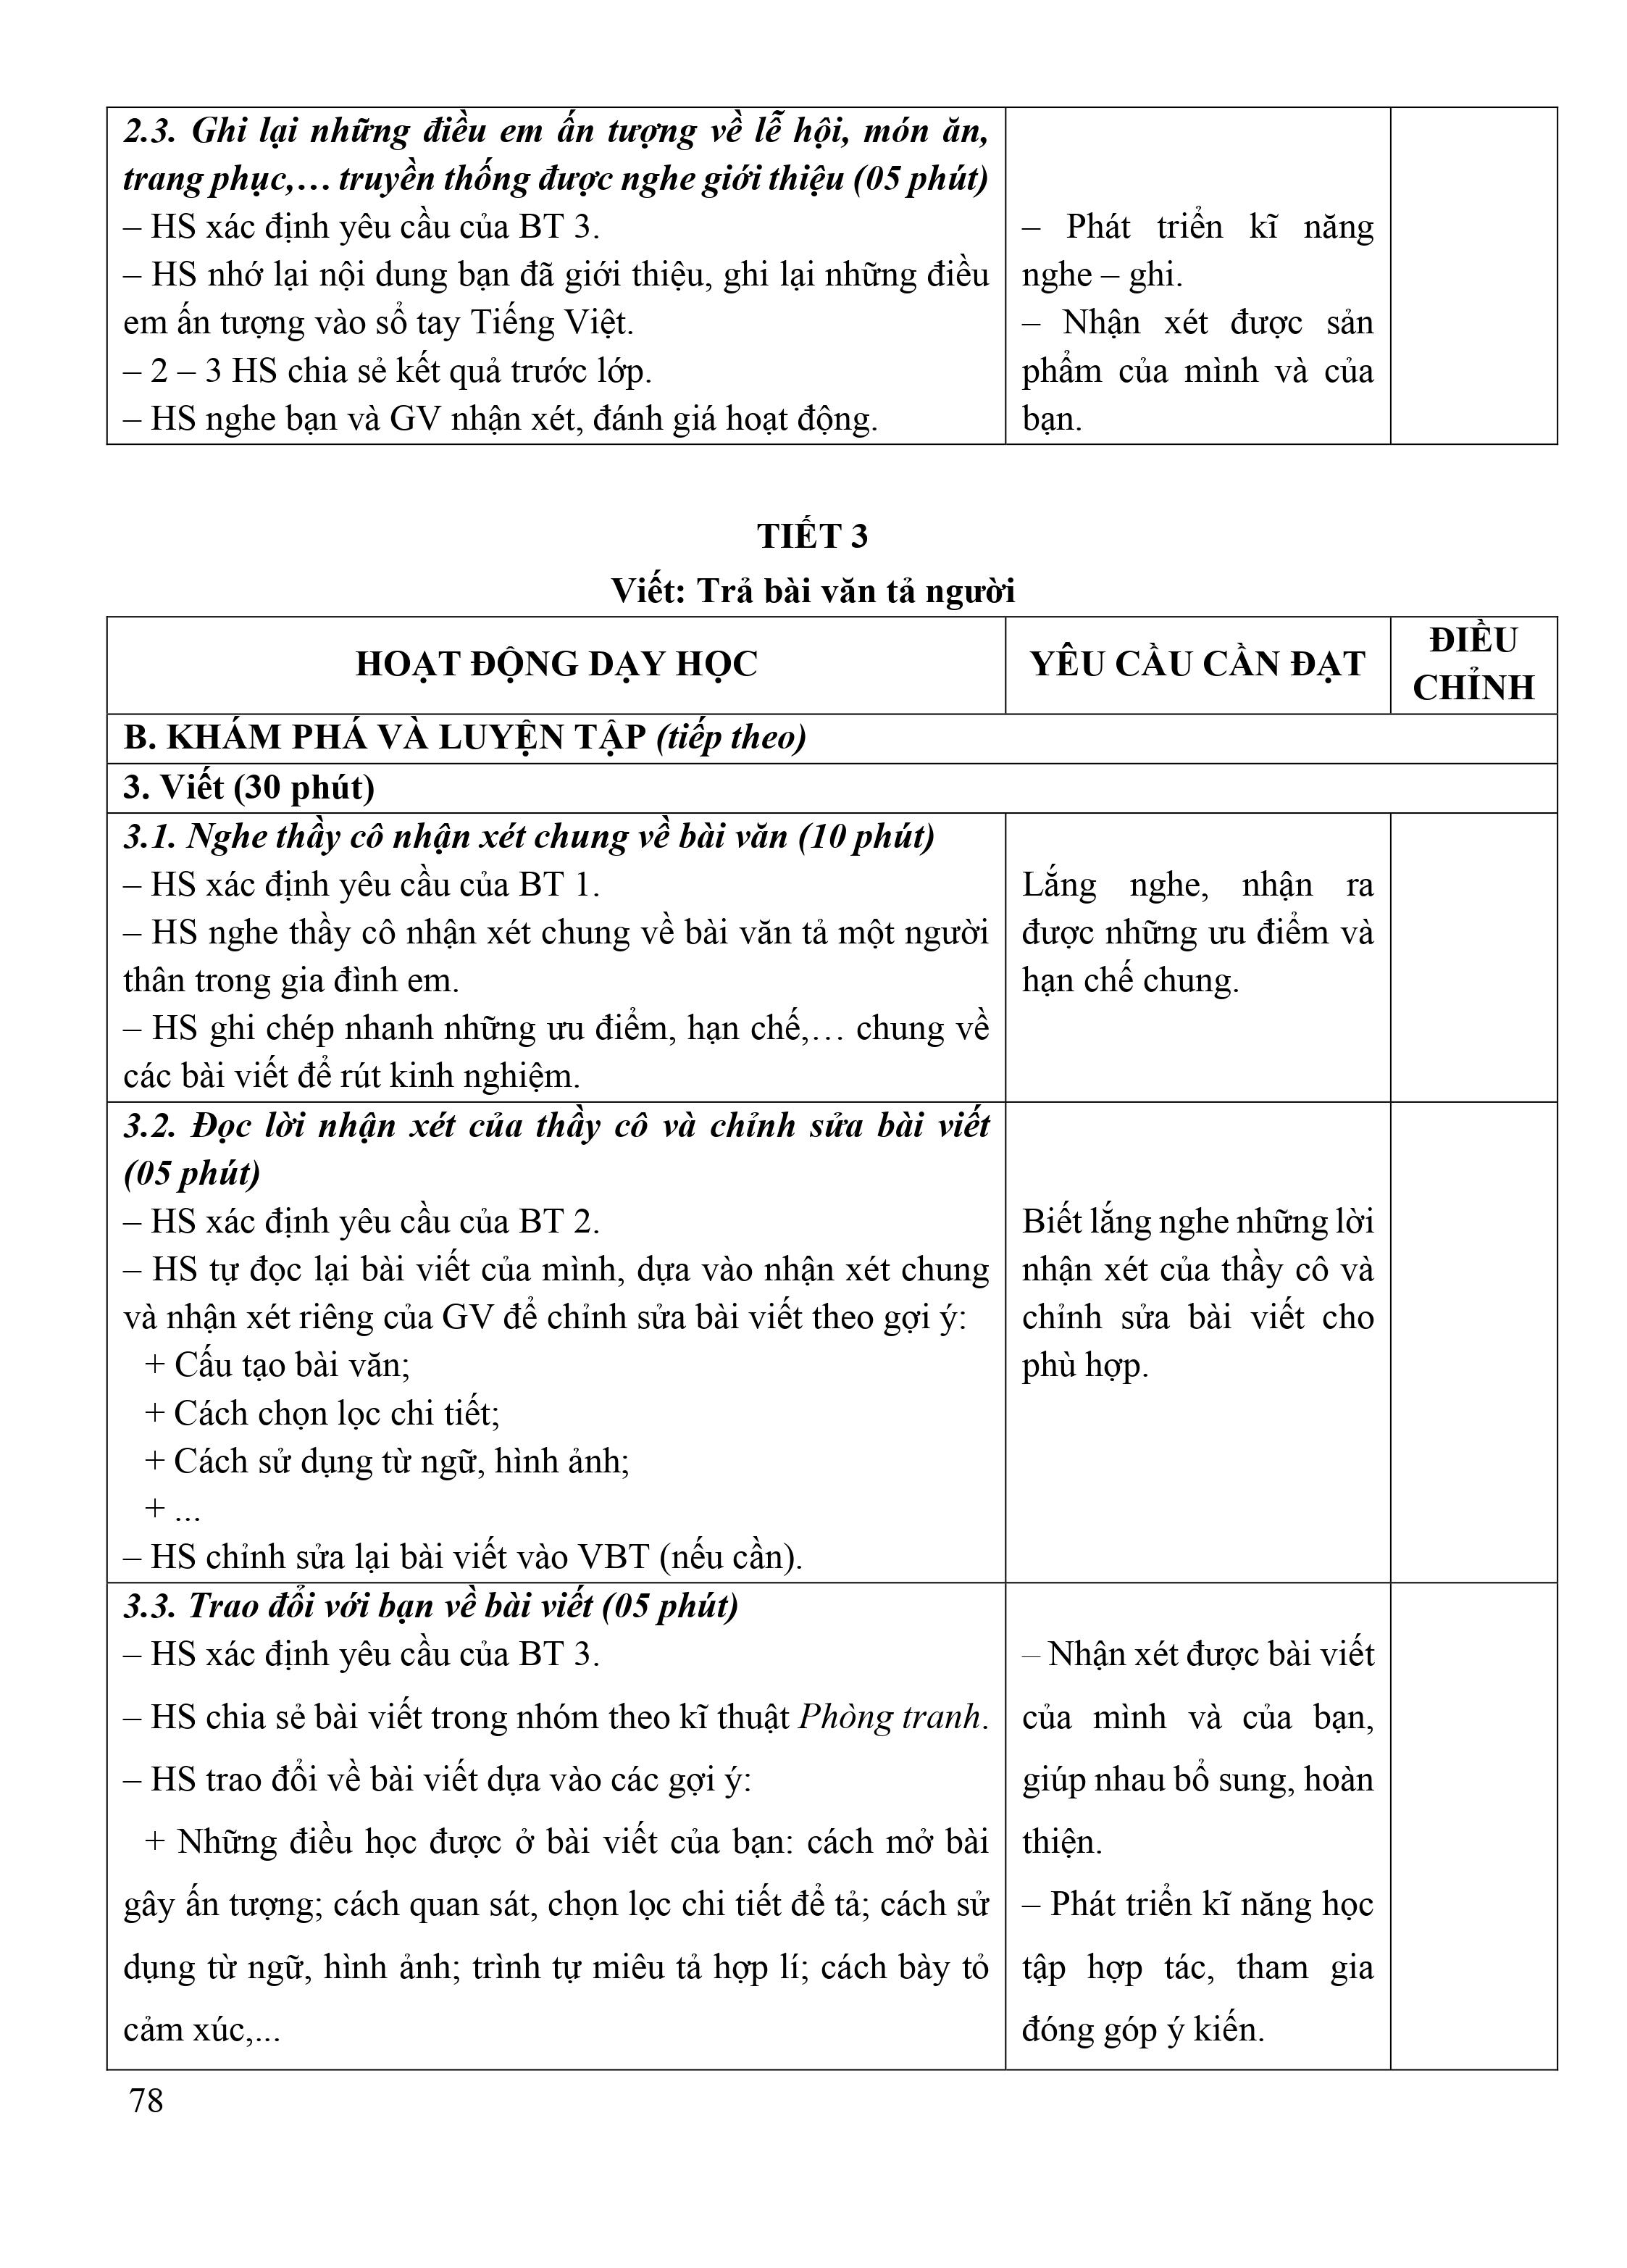 2.3. Ghi lại những điều em ấn tượng về lễ hội, món ăn,
trang phục,… truyền thống được nghe giới thiệu (05 phút)
– HS xác định yêu cầu của BT 3.
– HS nhớ lại nội dung bạn đã giới thiệu, ghi lại những điều
em ấn tượng vào sổ tay Tiếng Việt.
– 2 – 3 HS chia sẻ kết quả trước lớp.
– HS nghe bạn và GV nhận xét, đánh giá hoạt động.
– Phát triển kĩ năng
nghe – ghi.
– Nhận xét được sản
phẩm của mình và của
bạn.
TIẾT 3
Viết: Trả bài văn tả người
HOẠT ĐỘNG DẠY HỌC
YÊU CẦU CẦN ĐẠT
ĐIỀU
CHỈNH
B. KHÁM PHÁ VÀ LUYỆN TẬP (tiếp theo)
3. Viết (30 phút)
3.1. Nghe thầy cô nhận xét chung về bài văn (10 phút)
– HS xác định yêu cầu của BT 1.
– HS nghe thầy cô nhận xét chung về bài văn tả một người
thân trong gia đình em.
– HS ghi chép nhanh những ưu điểm, hạn chế,… chung về
các bài viết để rút kinh nghiệm.
Lắng nghe, nhận ra
được những ưu điểm và
hạn chế chung.
3.2. Đọc lời nhận xét của thầy cô và chỉnh sửa bài viết
(05 phút)
– HS xác định yêu cầu của BT 2.
– HS tự đọc lại bài viết của mình, dựa vào nhận xét chung
và nhận xét riêng của GV để chỉnh sửa bài viết theo gợi ý:
+ Cấu tạo bài văn;
+ Cách chọn lọc chi tiết;
+ Cách sử dụng từ ngữ, hình ảnh;
+ ...
– HS chỉnh sửa lại bài viết vào VBT (nếu cần).
Biết lắng nghe những lời
nhận xét của thầy cô và
chỉnh sửa bài viết cho
phù hợp.
3.3. Trao đổi với bạn về bài viết (05 phút)
– HS xác định yêu cầu của BT 3.
– HS chia sẻ bài viết trong nhóm theo kĩ thuật Phòng tranh.
– HS trao đổi về bài viết dựa vào các gợi ý:
+ Những điều học được ở bài viết của bạn: cách mở bài
gây ấn tượng; cách quan sát, chọn lọc chi tiết để tả; cách sử
dụng từ ngữ, hình ảnh; trình tự miêu tả hợp lí; cách bày tỏ
cảm xúc,...
– Nhận xét được bài viết
của mình và của bạn,
giúp nhau bổ sung, hoàn
thiện.
– Phát triển kĩ năng học
tập hợp tác, tham gia
đóng góp ý kiến.
78